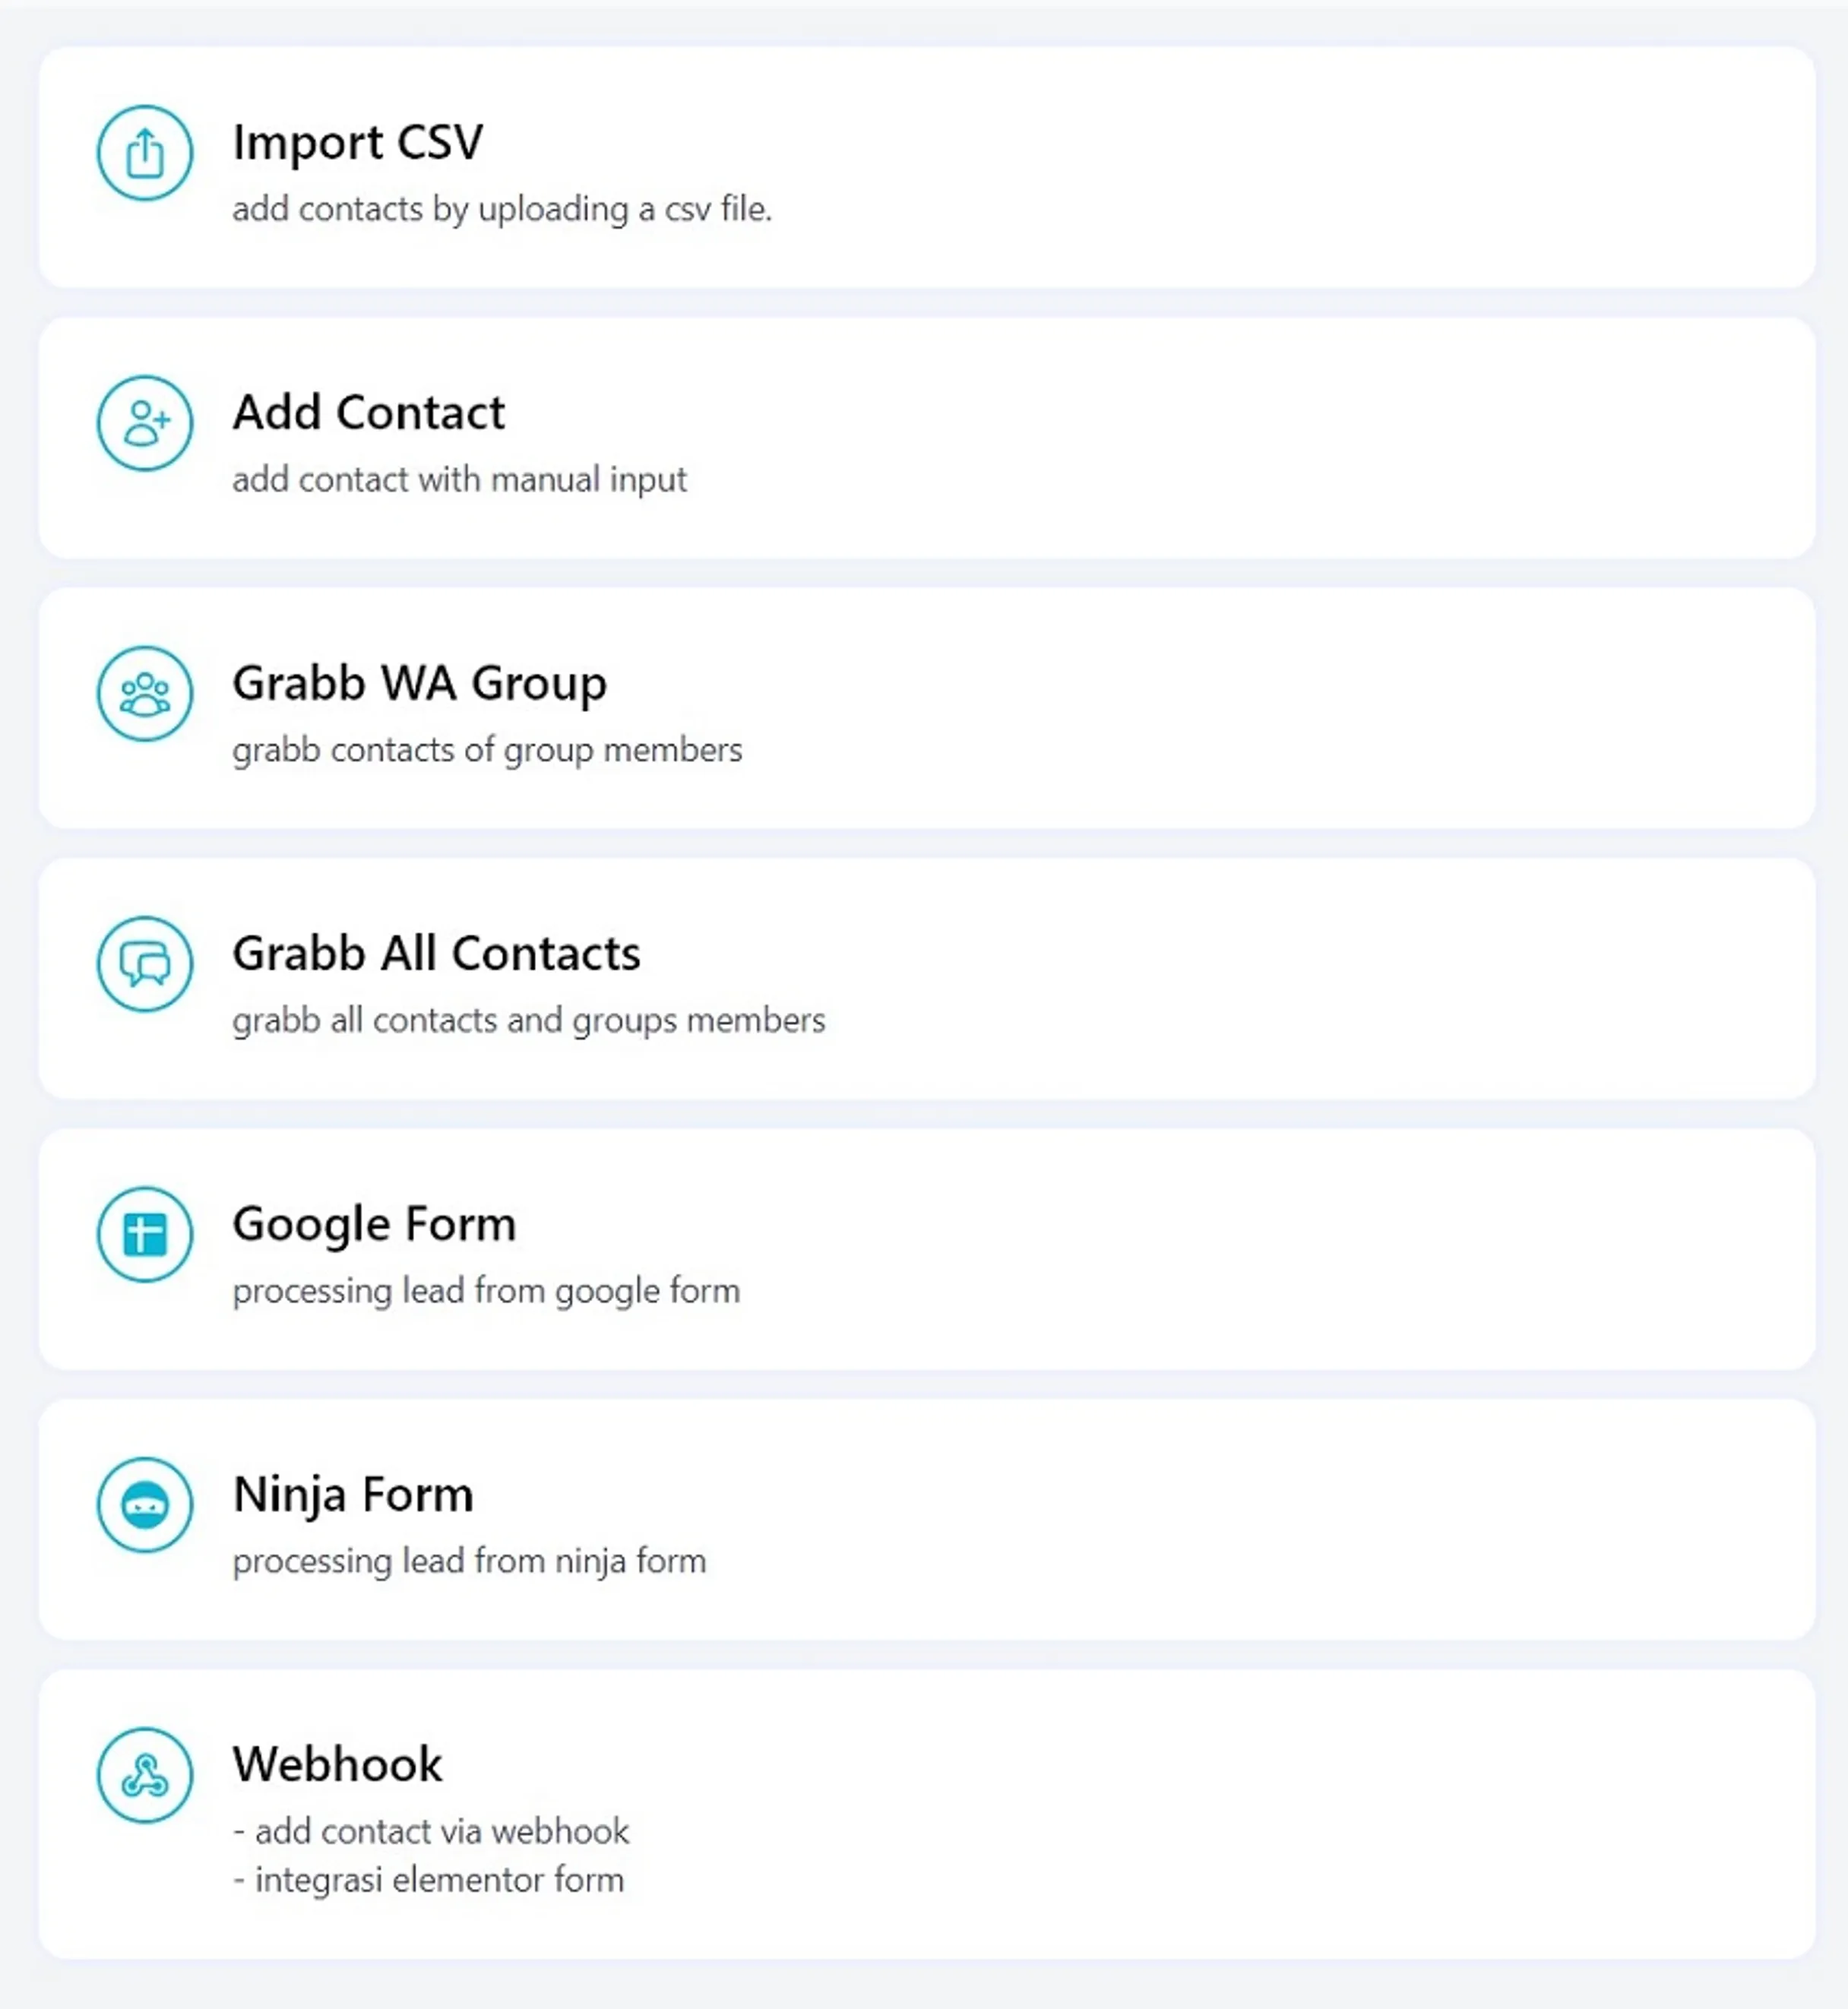 Import CSV
add contacts by uploading a csv file.
Add Contact
add contact with manual input
Grabb WA Group
grabb contacts of group members
Grabb All Contacts
grabb all contacts and groups members
Google Form
processing lead from google form
Ninja Form
processing lead from ninja form
Webhook
- add contact via webhook
- integrasi elementor form